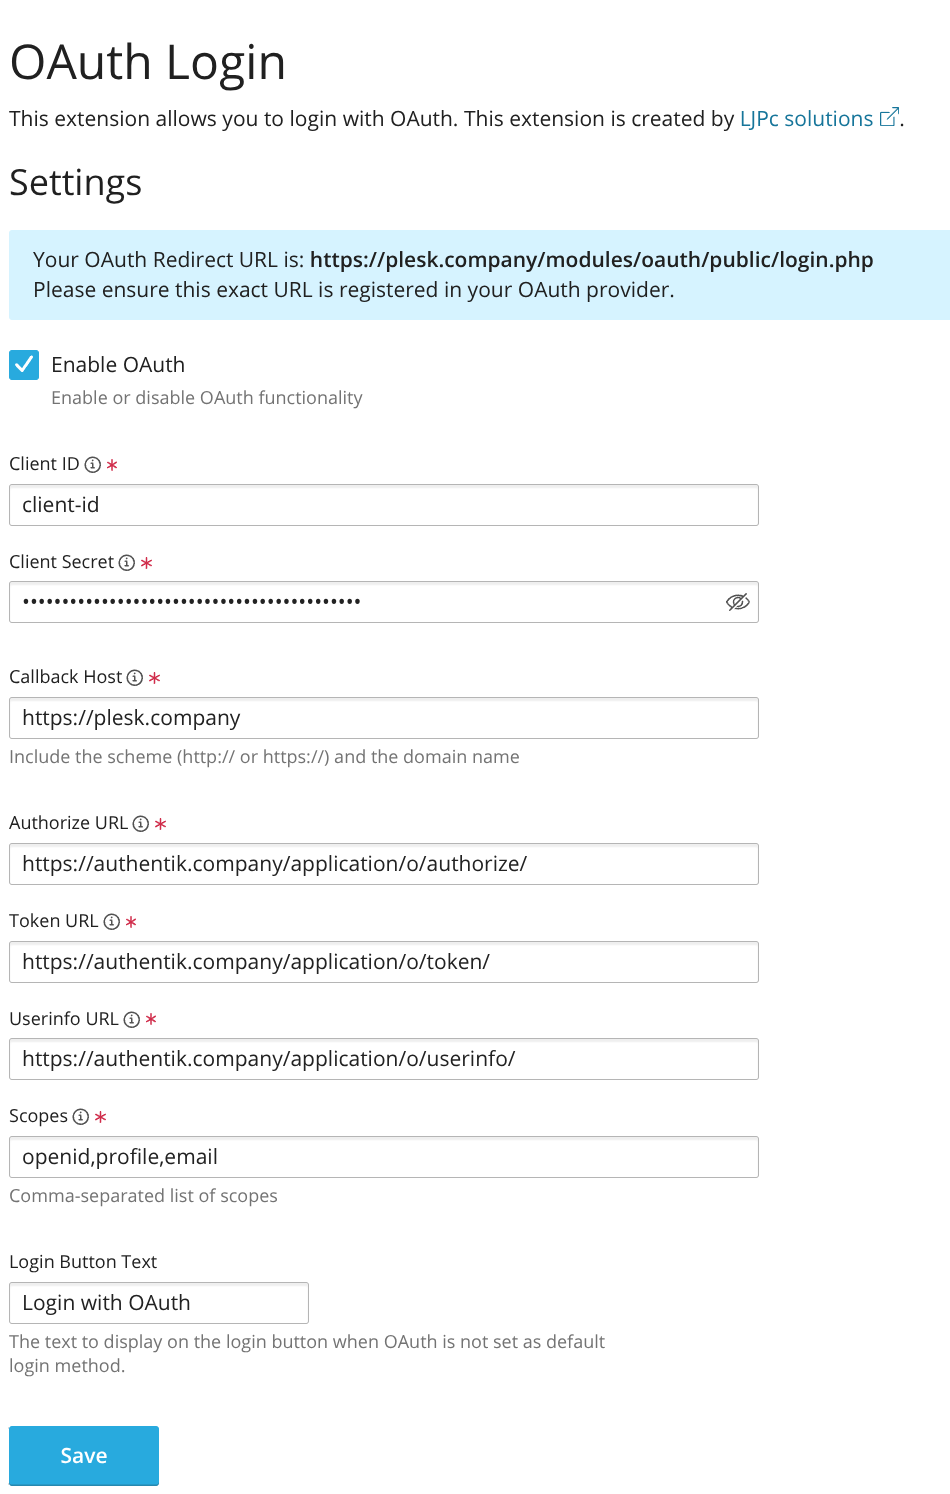 OAuth Login
This extension allows you to login with OAuth. This extension is created by LJPc solutions.
Settings
Your OAuth Redirect URL is: https://plesk.company/modules/oauth/public/login.php
Please ensure this exact URL is registered in your OAuth provider.
Enable OAuth
Enable or disable OAuth functionality
Client ID *
client-id
Client Secret *
••••••••••••••••••••••••••••••••••••••••••
Callback Host *
https://plesk.company
Include the scheme (http:// or https://) and the domain name
Authorize URL *
https://authentik.company/application/o/authorize/
Token URL *
https://authentik.company/application/o/token/
Userinfo URL *
https://authentik.company/application/o/userinfo/
Scopes *
openid,profile,email
Comma-separated list of scopes
Login Button Text
Login with OAuth
The text to display on the login button when OAuth is not set as default
login method.
Save